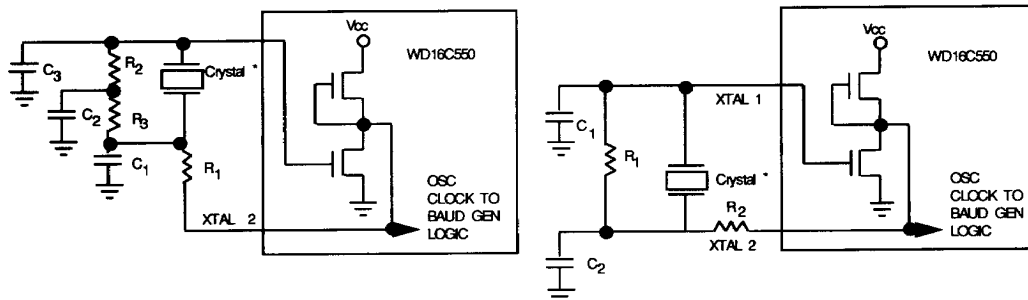 Vcc
WD16C550
C3
R2
Crystal *
C2
R3
C1
R1
XTAL 2
OSC
CLOCK TO
BAUD GEN
LOGIC
Vcc
WD16C550
XTAL 1
C1
R1
Crystal *
R2
XTAL 2
C2
OSC
CLOCK TO
BAUD GEN
LOGIC